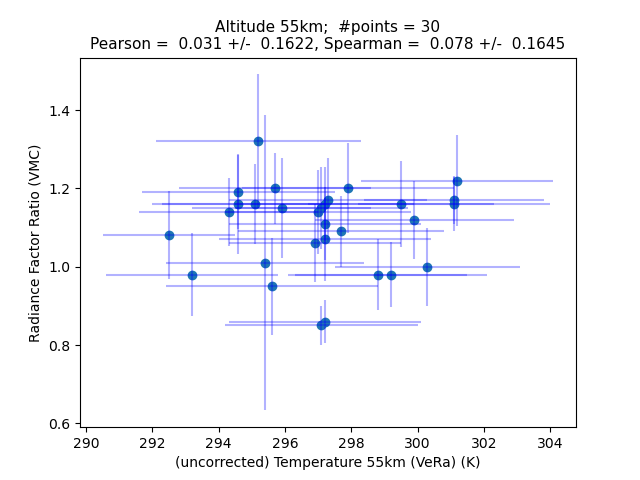 Altitude 55km;  #points = 30
Pearson =  0.031 +/-  0.1622, Spearman =  0.078 +/-  0.1645
Radiance Factor Ratio (VMC)
1.4
1.2
1.0
0.8
0.6
290 292 294 296 298 300 302 304
(uncorrected) Temperature 55km (VeRa) (K)